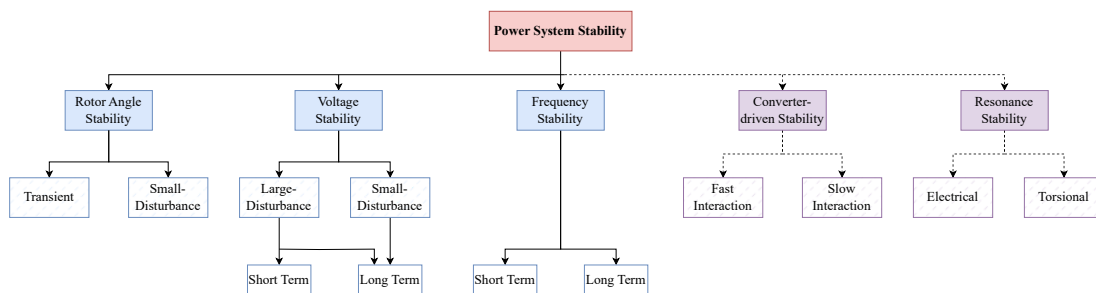 Power System Stability
Rotor Angle
Stability
Voltage
Stability
Frequency
Stability
Converter-
driven Stability
Resonance
Stability
Transient
Small-
Disturbance
Large-
Disturbance
Small-
Disturbance
Fast
Interaction
Slow
Interaction
Electrical
Torsional
Short Term
Long Term
Short Term
Long Term